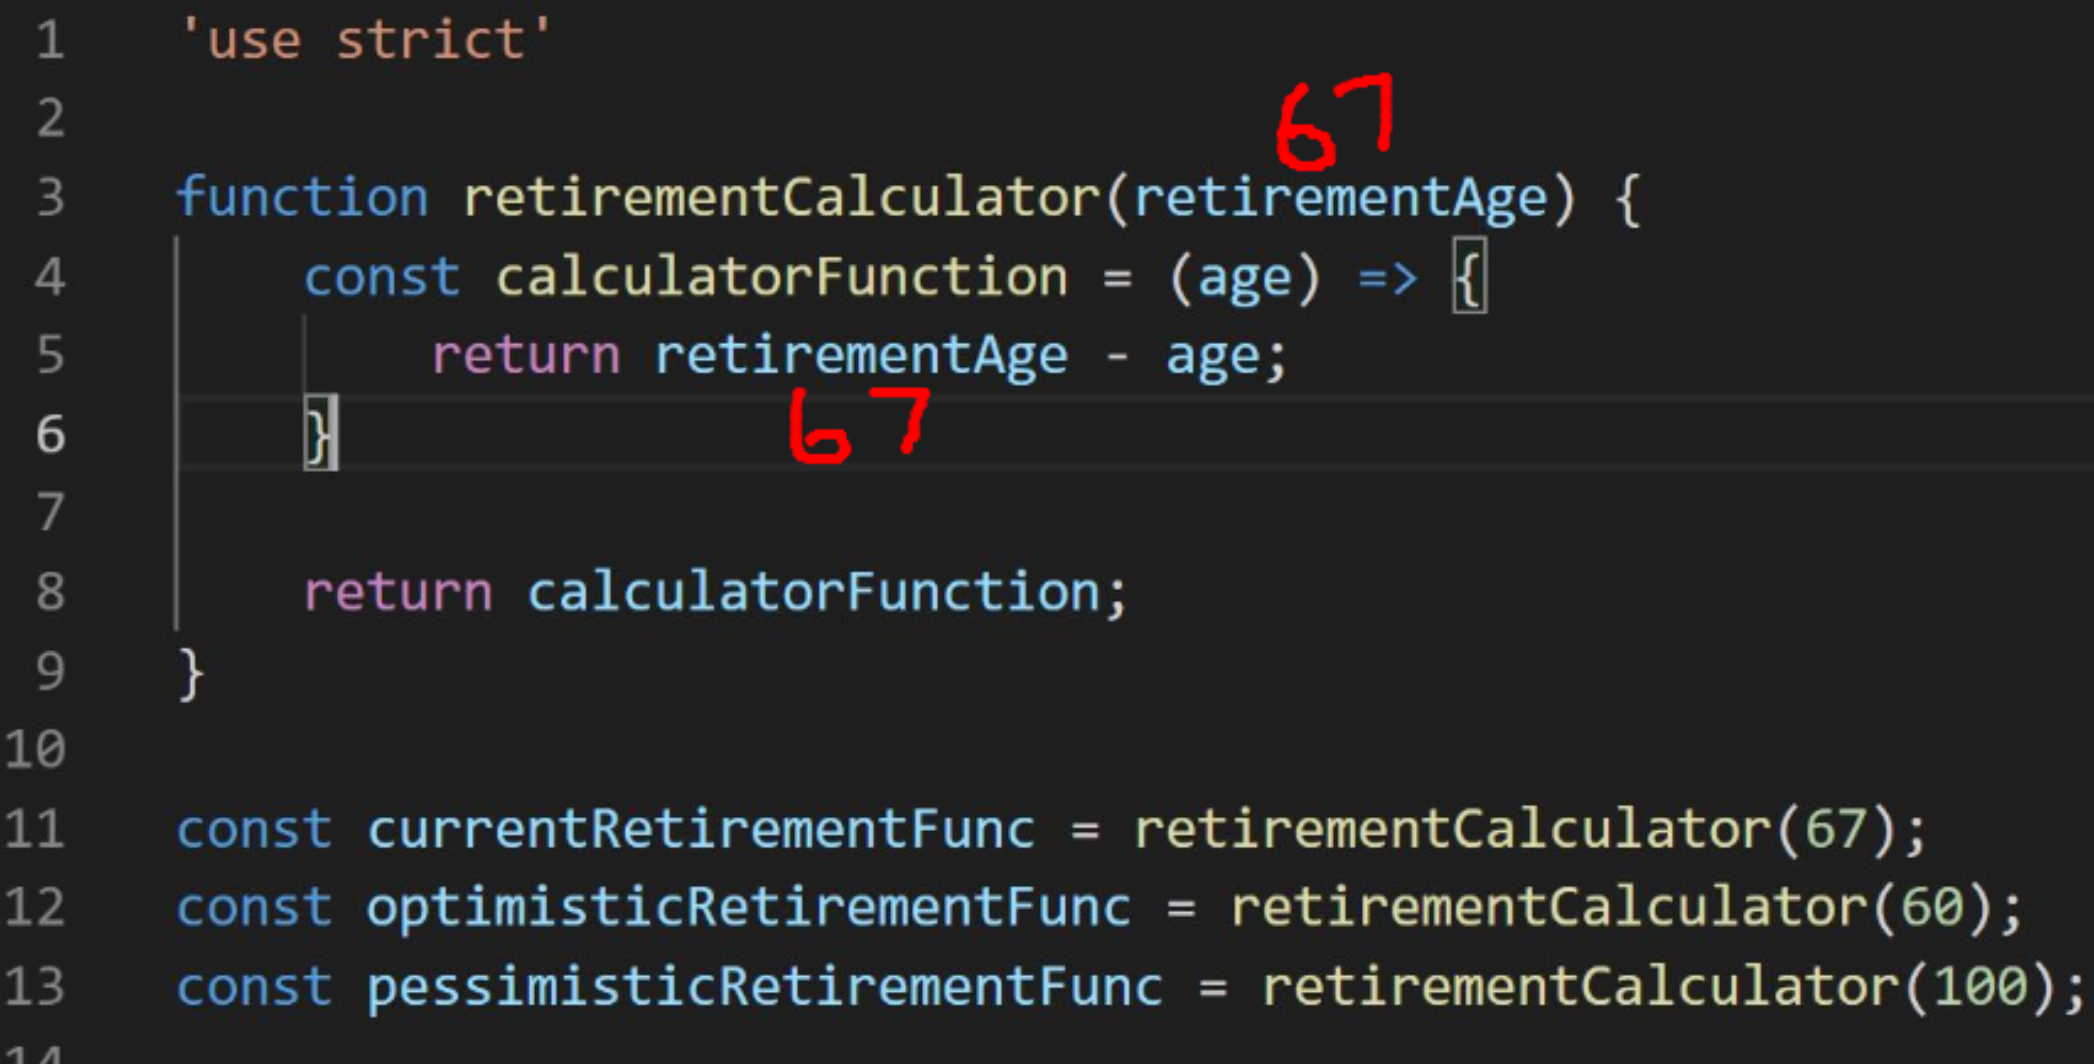 1 'use strict'
2
67
3 function retirementCalculator(retirementAge) {
4 const calculatorFunction = (age) => {
5 return retirementAge - age;
6 }
67
7
8 return calculatorFunction;
9 }
10
11 const currentRetirementFunc = retirementCalculator(67);
12 const optimisticRetirementFunc = retirementCalculator(60);
13 const pessimisticRetirementFunc = retirementCalculator(100);
14